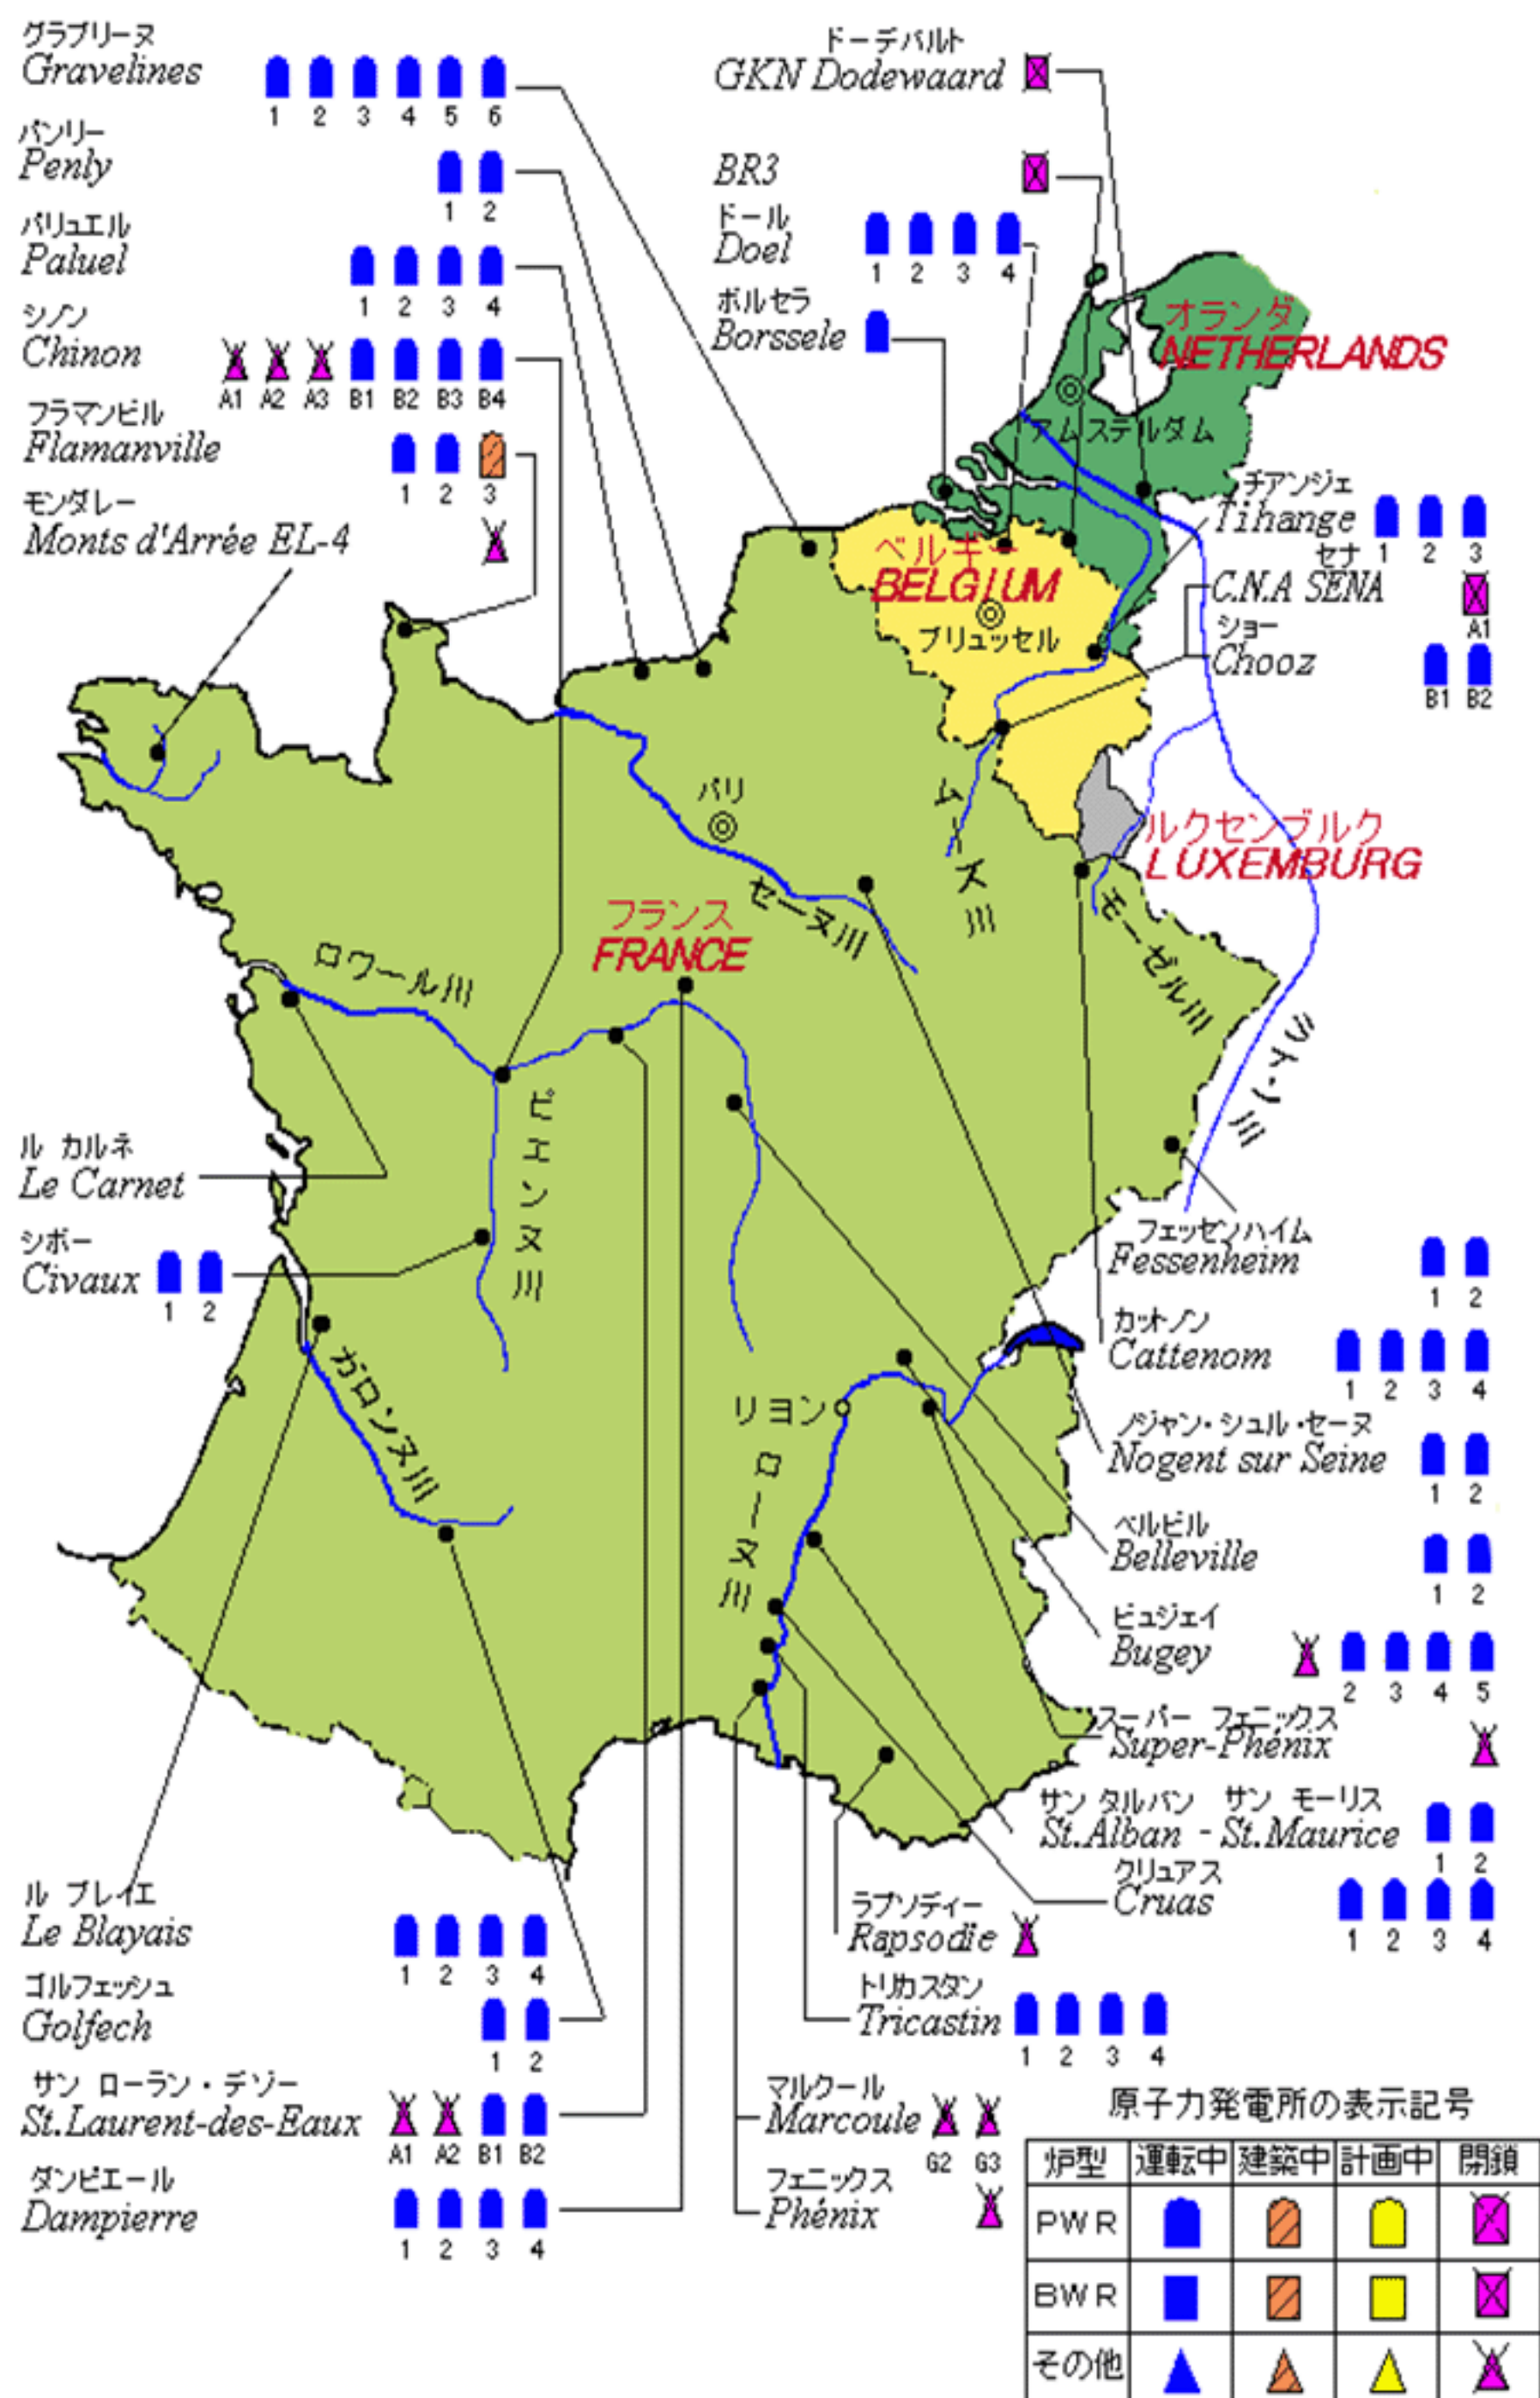 グラブリーヌ
Gravelines
1 2 3 4 5 6
パンリー
Penly
1 2
パリュエル
Paluel
1 2 3 4
シノン
Chinon
A1 A2 A3 B1 B2 B3 B4
フラマンビル
Flamanville
1 2 3
モンダレー
Monts d'Arrée EL-4
ドーデバルト
GKN Dodewaard
BR3
ドール
Doel
1 2 3 4
ボルセラ
Borssele
オランダ
NETHERLANDS
アムステルダム
チアンジェ
Tihange
1 2 3
セナ
C.N.A SENA
A1
ショー
Chooz
B1 B2
ベルギー
BELGIUM
ブリュッセル
ルクセンブルク
LUXEMBURG
パリ
セーヌ川
ムーズ川
モーゼル川
ライン川
フランス
FRANCE
ロワール川
ビエンヌ川
ガロンヌ川
リヨン
ローヌ川
ル カルネ
Le Carnet
シボー
Civaux
1 2
フェッセンハイム
Fessenheim
1 2
カットノン
Cattenom
1 2 3 4
ノジャン・シュル・セーヌ
Nogent sur Seine
1 2
ベルビル
Belleville
1 2
ビュジェイ
Bugey
2 3 4 5
スーパー フェニックス
Super-Phénix
サン タルバン サン モーリス
St.Alban - St.Maurice
1 2
クリュアス
Cruas
1 2 3 4
ラプソディー
Rapsodie
トリカスタン
Tricastin
1 2 3 4
マルクール
Marcoule
G2 G3
フェニックス
Phénix
ル ブレイエ
Le Blayais
1 2 3 4
ゴルフェッシュ
Golfech
1 2
サン ローラン・デゾー
St.Laurent-des-Eaux
A1 A2 B1 B2
ダンピエール
Dampierre
1 2 3 4
原子力発電所の表示記号
炉型 運転中 建築中 計画中 閉鎖
PWR
BWR
その他